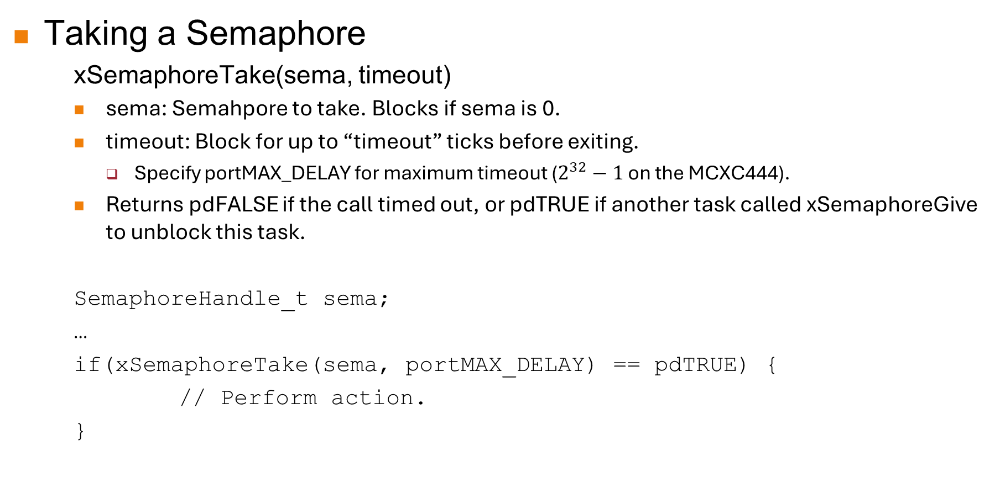 Taking a Semaphore
xSemaphoreTake(sema, timeout)
sema: Semahpore to take. Blocks if sema is 0.
timeout: Block for up to “timeout” ticks before exiting.
Specify portMAX_DELAY for maximum timeout (2³² − 1 on the MCXC444).
Returns pdFALSE if the call timed out, or pdTRUE if another task called xSemaphoreGive
to unblock this task.
SemaphoreHandle_t sema;
…
if(xSemaphoreTake(sema, portMAX_DELAY) == pdTRUE) {
// Perform action.
}